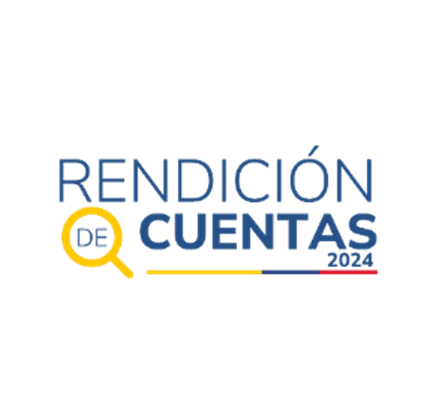 RENDICIÓN
DE CUENTAS
2024